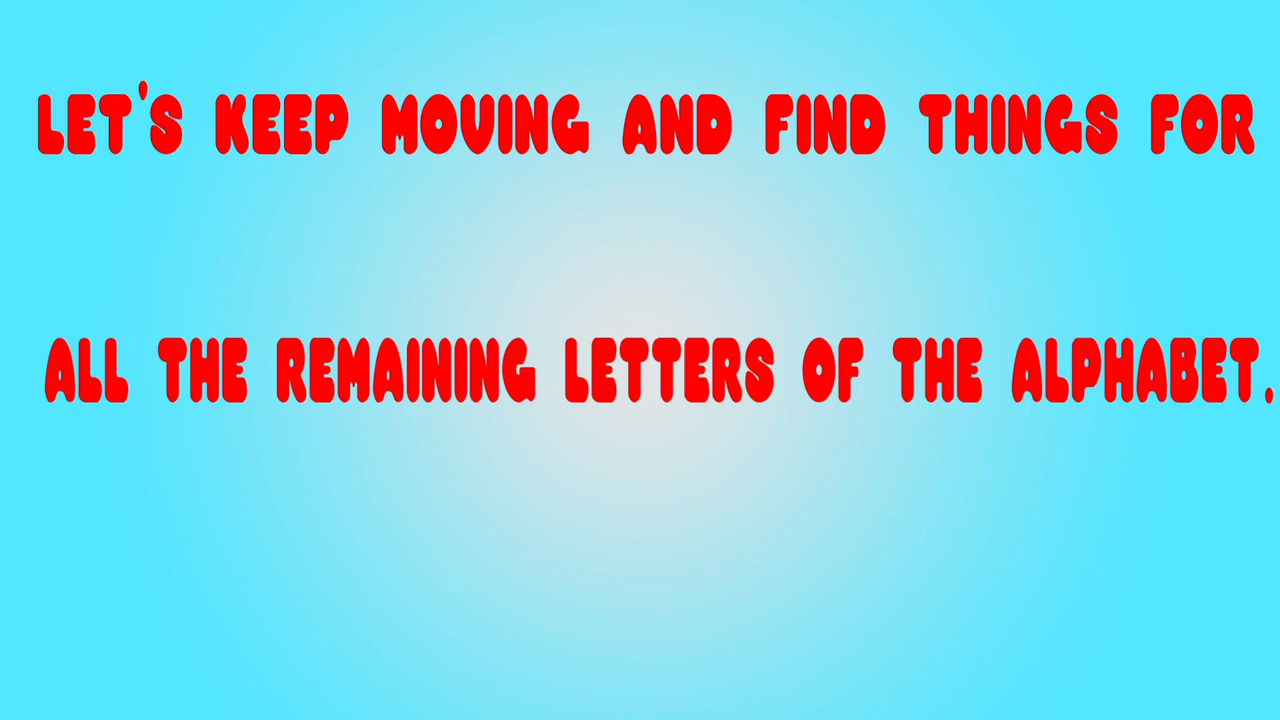 LET'S KEEP MOVING AND FIND THINGS FOR
ALL THE REMAINING LETTERS OF THE ALPHABET.